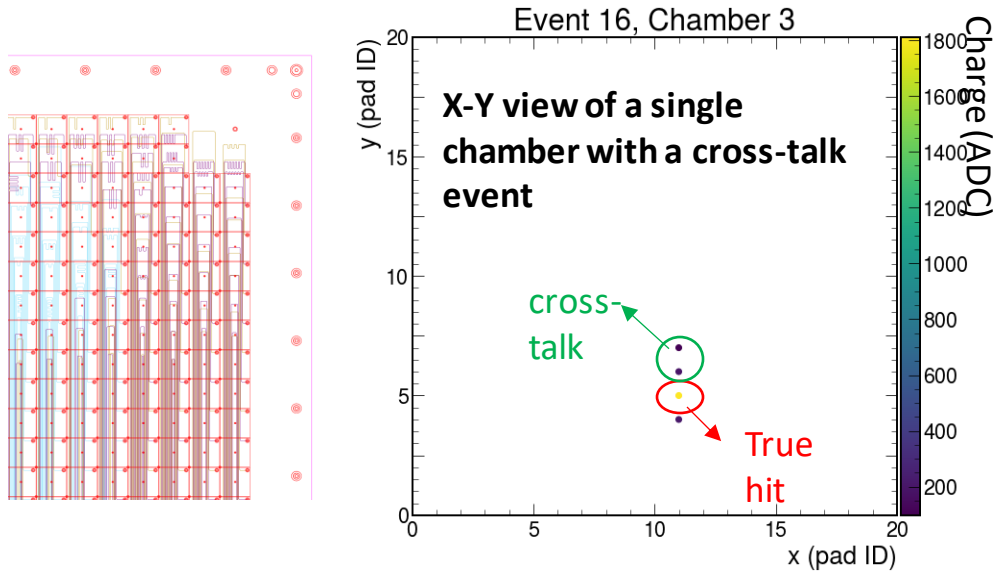 Event 16, Chamber 3
X-Y view of a single
chamber with a cross-talk
event
cross-
talk
True
hit
y (pad ID)
20
15
10
5
0
0
5
10
15
20
x (pad ID)
Charge (ADC)
1800
1600
1400
1200
1000
800
600
400
200